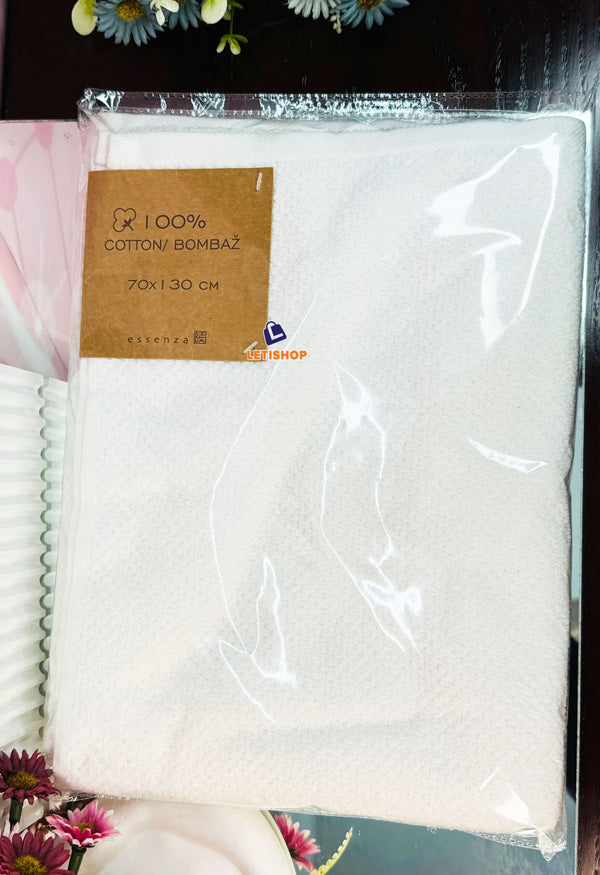 100%
COTTON/ BOMBAŽ
70x130 CM
essenza
LETISHOP